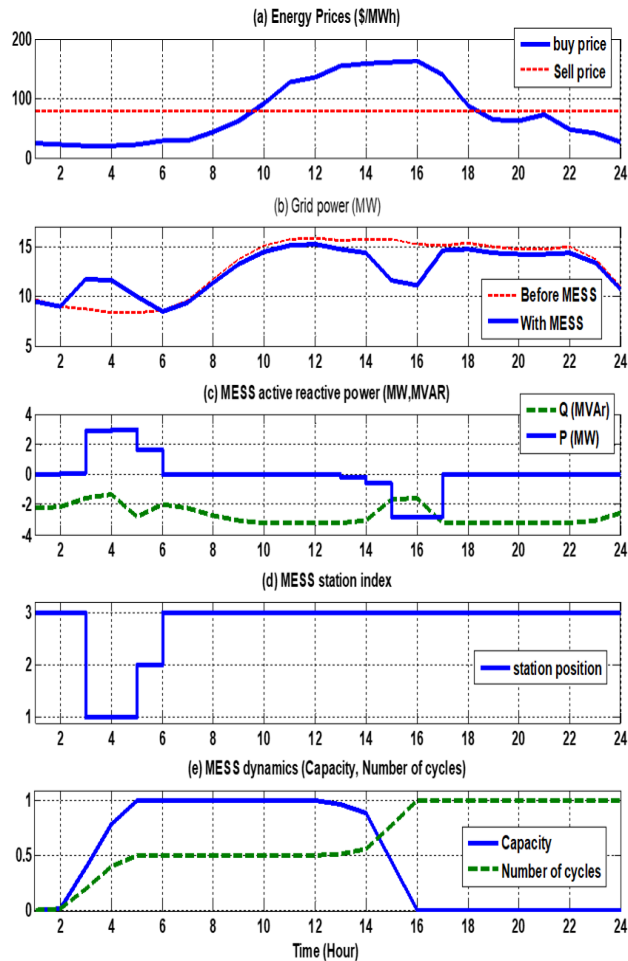 (a) Energy Prices ($/MWh)
200
100
0
buy price
Sell price
2 4 6 8 10 12 14 16 18 20 22 24
(b) Grid power (MW)
15
10
5
Before MESS
With MESS
2 4 6 8 10 12 14 16 18 20 22 24
(c) MESS active reactive power (MW,MVAR)
4
2
0
-2
-4
Q (MVAr)
P (MW)
2 4 6 8 10 12 14 16 18 20 22 24
(d) MESS station index
3
2
1
station position
2 4 6 8 10 12 14 16 18 20 22 24
(e) MESS dynamics (Capacity, Number of cycles)
1
0.5
0
Capacity
Number of cycles
2 4 6 8 10 12 14 16 18 20 22 24
Time (Hour)